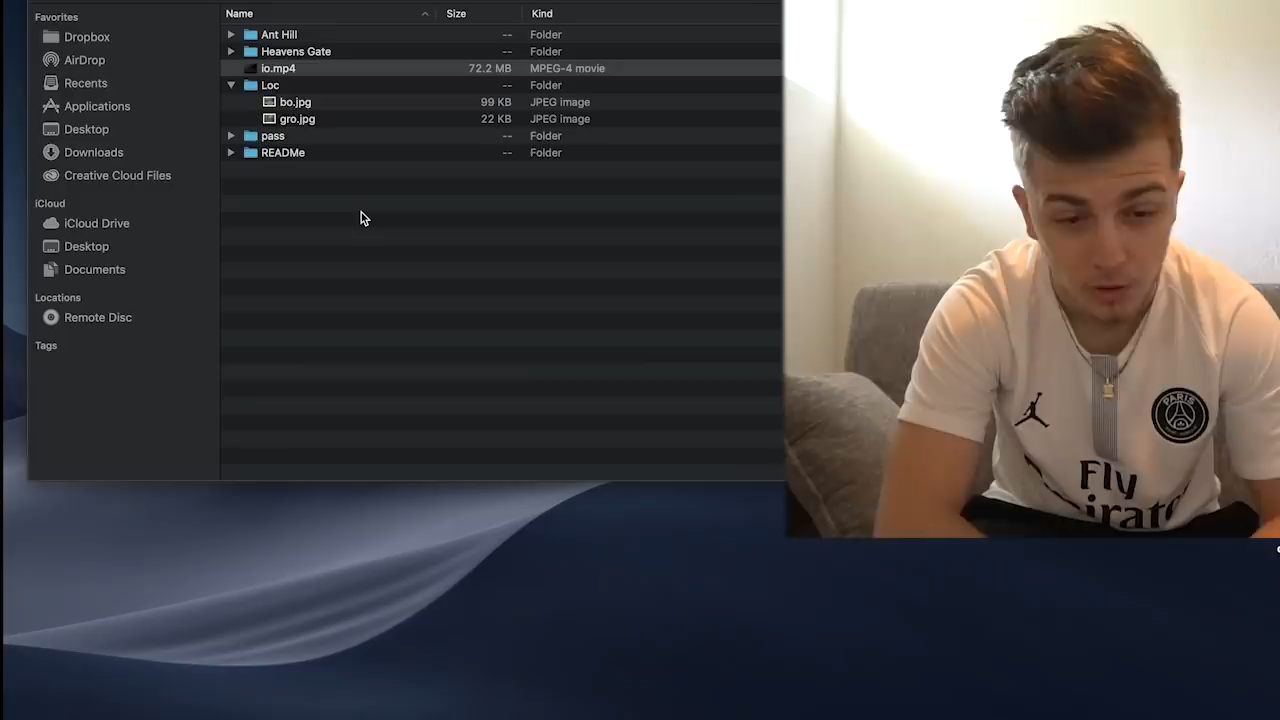 Favorites
Dropbox
AirDrop
Recents
Applications
Desktop
Downloads
Creative Cloud Files
iCloud
iCloud Drive
Desktop
Documents
Locations
Remote Disc
Tags
Name Size Kind
Ant Hill -- Folder
Heavens Gate -- Folder
io.mp4 72.2 MB MPEG-4 movie
Loc -- Folder
bo.jpg 99 KB JPEG image
gro.jpg 22 KB JPEG image
pass -- Folder
READMe -- Folder
PARIS
Fly